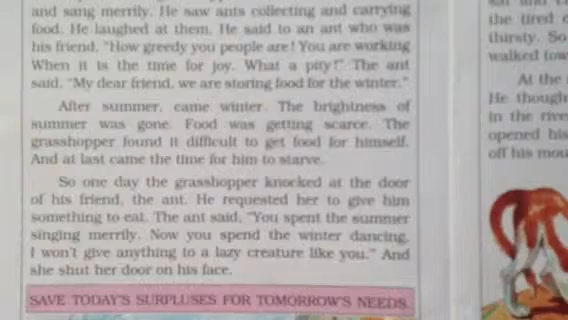 and sang merrily. He saw ants collecting and carrying
food. He laughed at them. He said to an ant who was
his friend, "How greedy you people are! You are working
When it is the time for joy. What a pity!" The ant
said, "My dear friend, we are storing food for the winter."
After summer, came winter. The brightness of
summer was gone. Food was getting scarce. The
grasshopper found it difficult to get food for himself.
And at last came the time for him to starve.
So one day the grasshopper knocked at the door
of his friend, the ant. He requested her to give him
something to eat. The ant said, "You spent the summer
singing merrily. Now you spend the winter dancing.
I won't give anything to a lazy creature like you." And
she shut her door on his face.
SAVE TODAY'S SURPLUSES FOR TOMORROW'S NEEDS.
the tired
thirsty. So
walked
At the
He
in the
opened his
off his